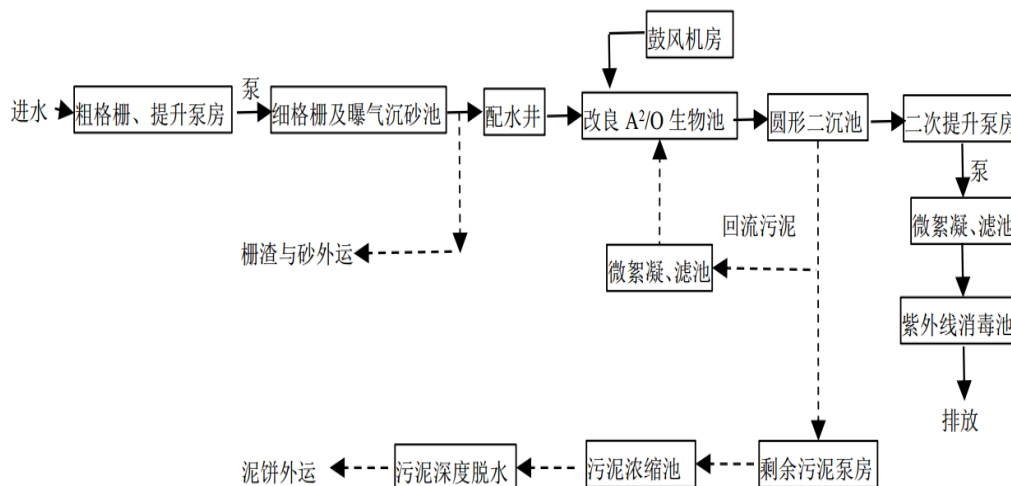 鼓风机房
泵
进水
粗格栅、提升泵房
细格栅及曝气沉砂池
配水井
改良 A²/O 生物池
圆形二沉池
二次提升泵房
泵
微絮凝、滤池
回流污泥
栅渣与砂外运
微絮凝、滤池
紫外线消毒池
排放
泥饼外运
污泥深度脱水
污泥浓缩池
剩余污泥泵房